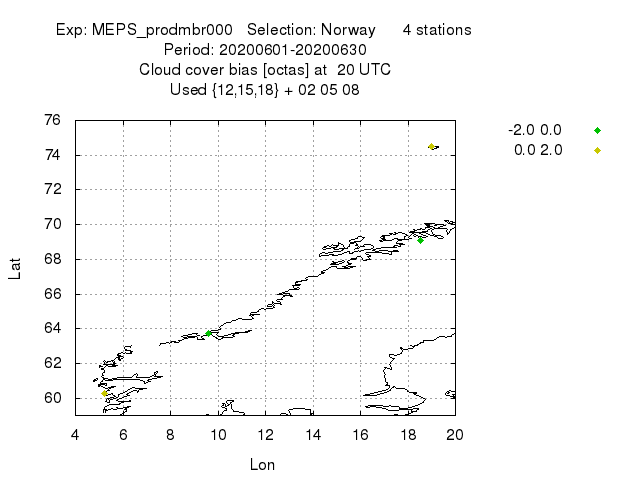 Exp: MEPS_prodmbr000   Selection: Norway      4 stations
Period: 20200601-20200630
Cloud cover bias [octas] at  20 UTC
Used {12,15,18} + 02 05 08
-2.0 0.0
0.0 2.0
76
74
72
70
68
66
64
62
60
Lat
4 6 8 10 12 14 16 18 20
Lon